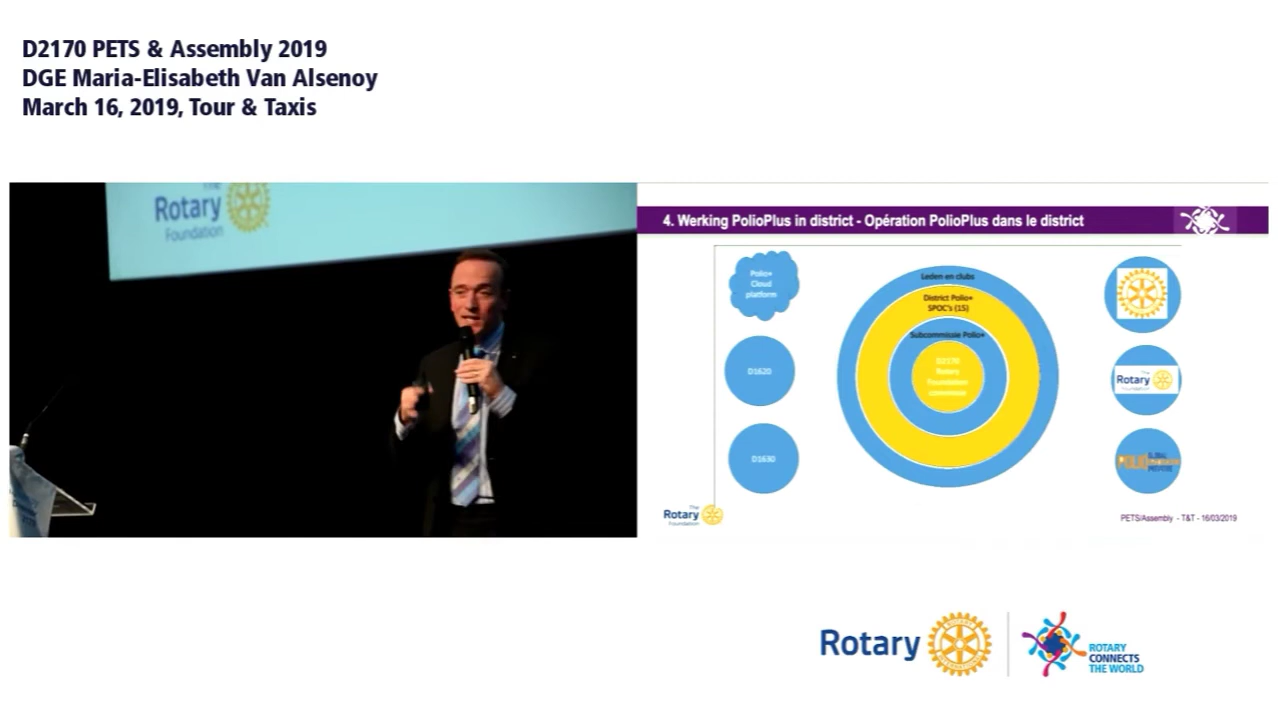 D2170 PETS & Assembly 2019
DGE Maria-Elisabeth Van Alsenoy
March 16, 2019, Tour & Taxis
The
Rotary
Foundation
4. Werking PolioPlus in district - Opération PolioPlus dans le district
Polio+
Cloud
platform
D1620
D1630
Leden en clubs
District Polio+
SPOC's (15)
Subcommissie Polio+
D2170
Rotary
Foundation
Rotary
The
Rotary
Foundation
PETS/Assembly - T&T - 16/03/2019
Rotary
ROTARY
CONNECTS
THE WORLD